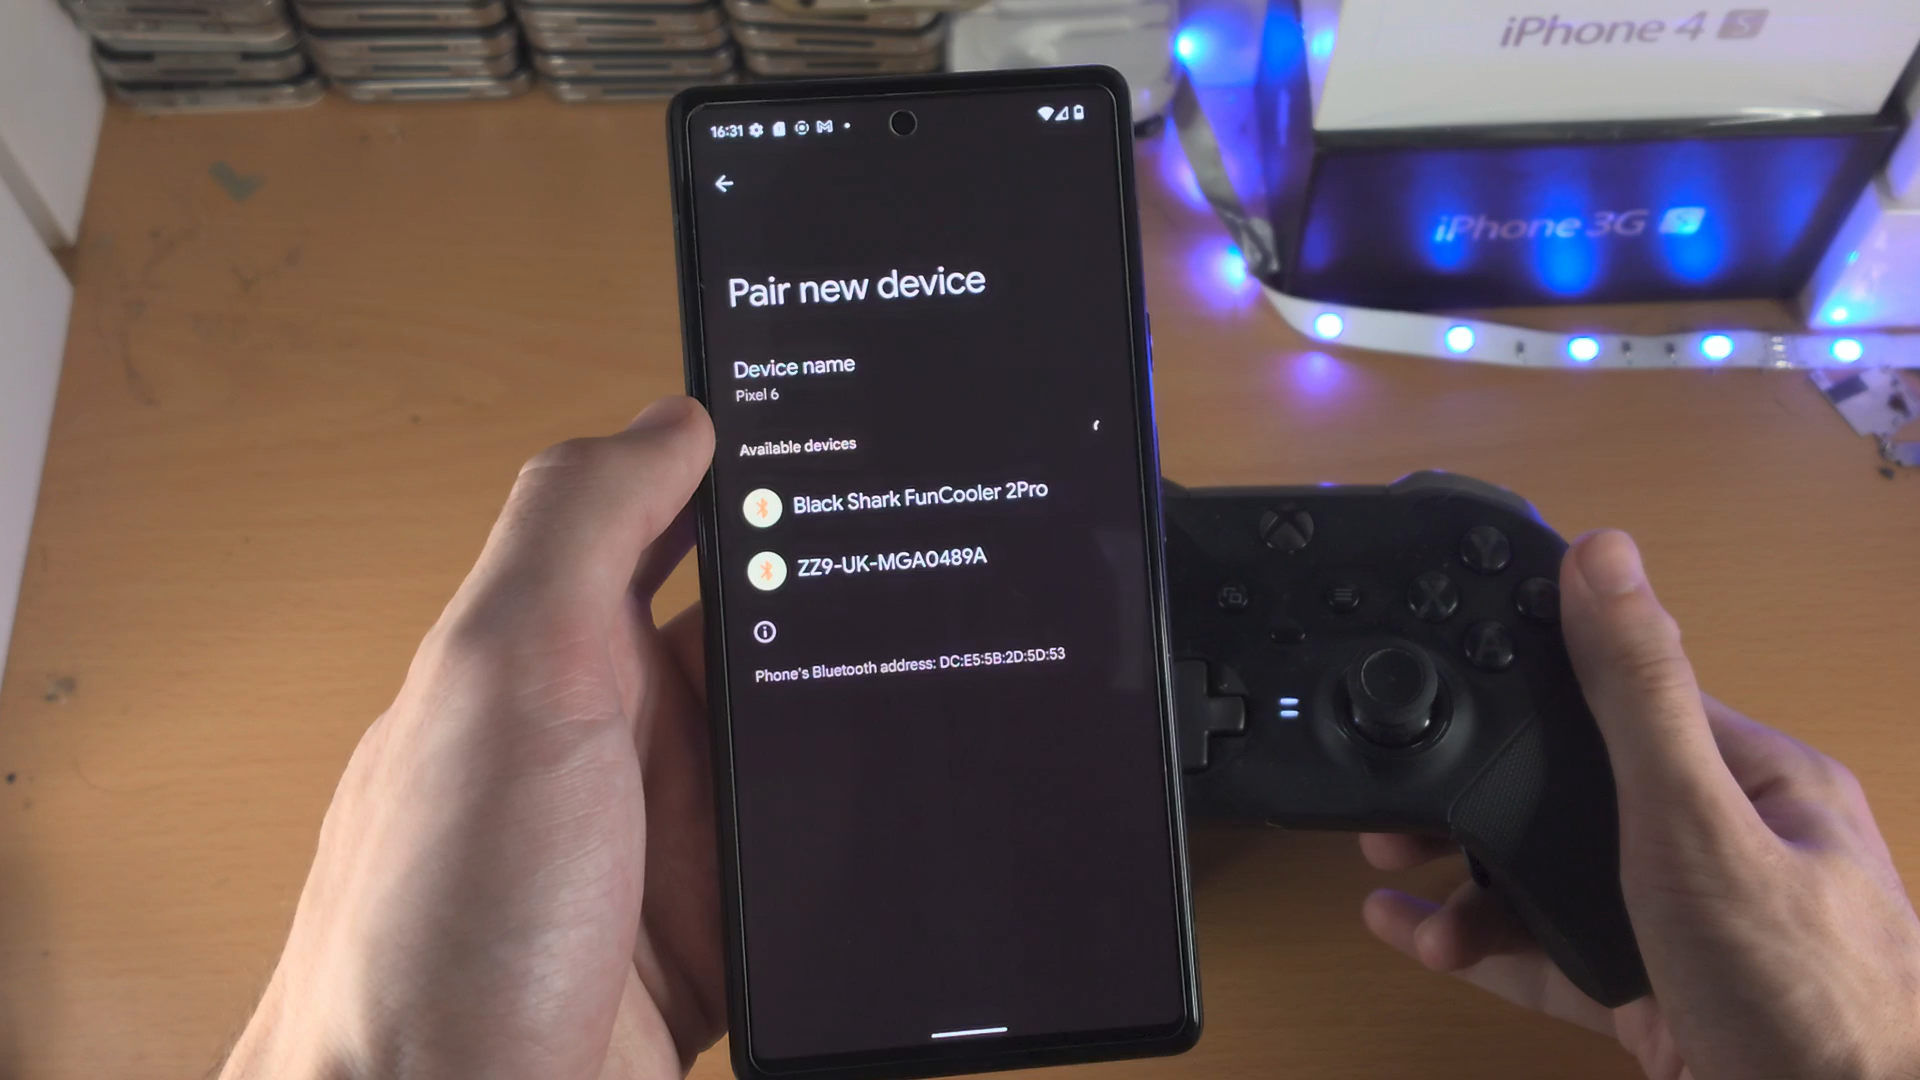 iPhone 4 S
iPhone 3G S
16:31
Pair new device
Device name
Pixel 6
Available devices
Black Shark FunCooler 2Pro
ZZ9-UK-MGA0489A
Phone's Bluetooth address: DC:E5:5B:2D:5D:53
Y
X
A